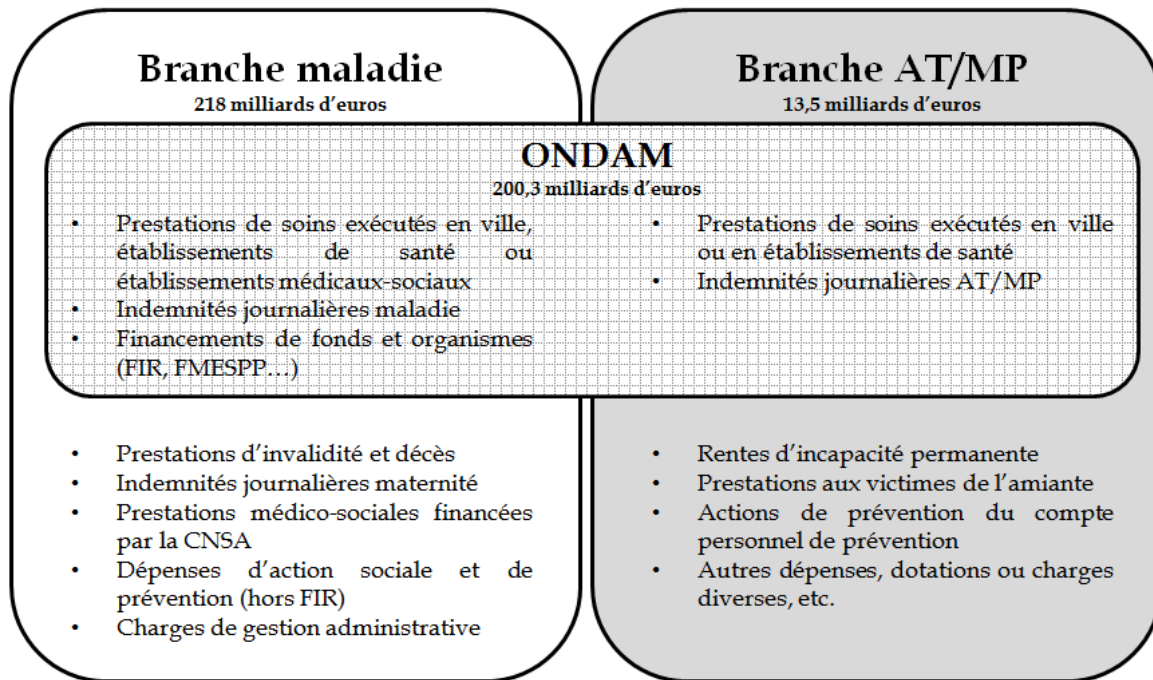 Branche maladie
218 milliards d’euros
Branche AT/MP
13,5 milliards d’euros
ONDAM
200,3 milliards d’euros
• Prestations de soins exécutés en ville,
établissements de santé ou
établissements médicaux-sociaux
• Indemnités journalières maladie
• Financements de fonds et organismes
(FIR, FMESPP…)
• Prestations de soins exécutés en ville
ou en établissements de santé
• Indemnités journalières AT/MP
• Prestations d’invalidité et décès
• Indemnités journalières maternité
• Prestations médico-sociales financées
par la CNSA
• Dépenses d’action sociale et de
prévention (hors FIR)
• Charges de gestion administrative
• Rentes d’incapacité permanente
• Prestations aux victimes de l’amiante
• Actions de prévention du compte
personnel de prévention
• Autres dépenses, dotations ou charges
diverses, etc.